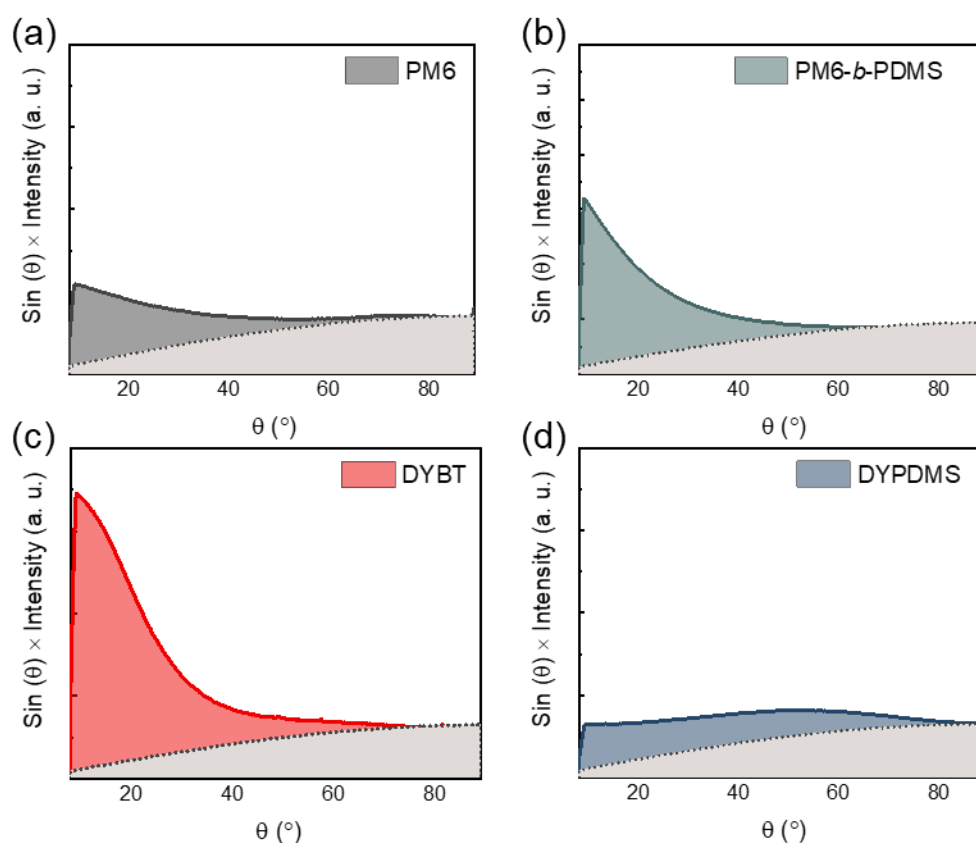 (a)
PM6
Sin (θ) × Intensity (a. u.)
20 40 60 80
θ (°)
(b)
PM6-b-PDMS
Sin (θ) × Intensity (a. u.)
20 40 60 80
θ (°)
(c)
DYBT
Sin (θ) × Intensity (a. u.)
20 40 60 80
θ (°)
(d)
DYPDMS
Sin (θ) × Intensity (a. u.)
20 40 60 80
θ (°)